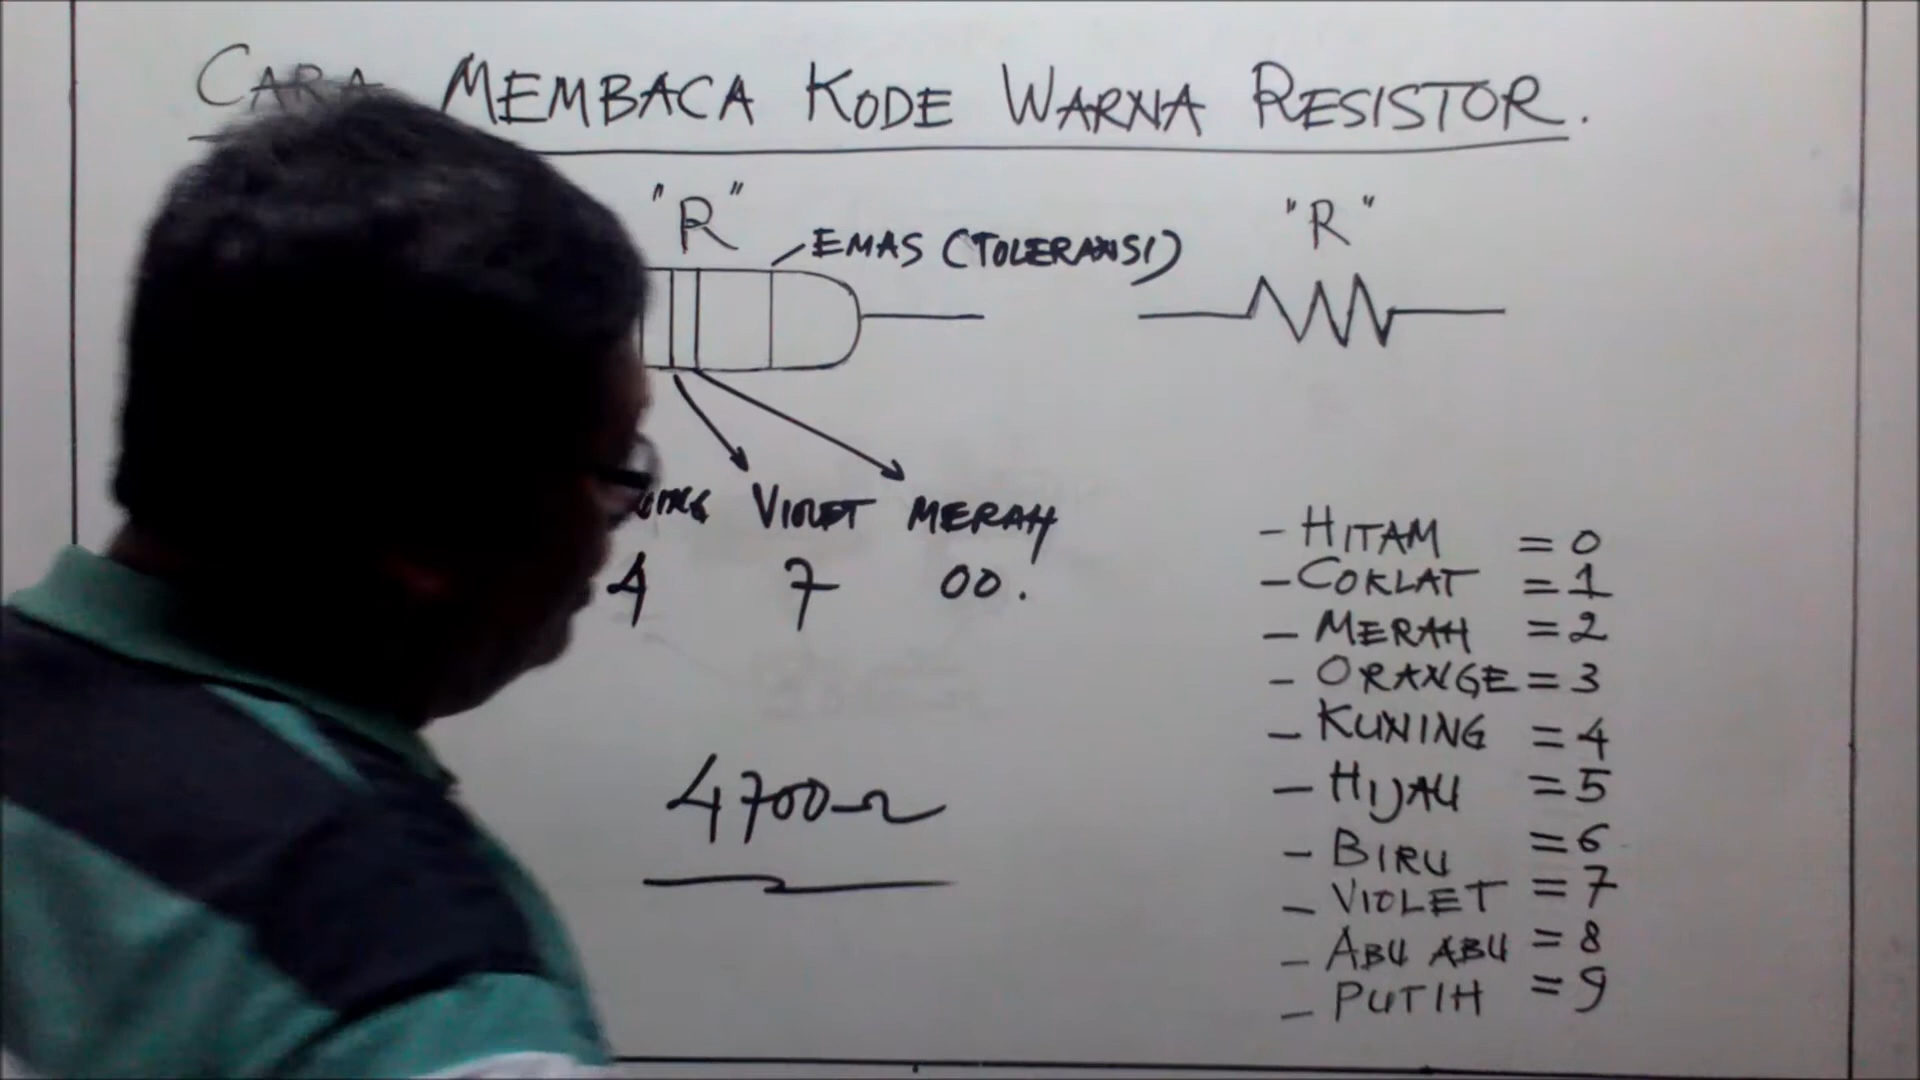 CARA MEMBACA KODE WARNA RESISTOR.
"R"
EMAS (TOLERANSI)
"R"
VIOLET MERAH
4 7 00.
4700Ω
- HITAM = 0
- COKLAT = 1
- MERAH = 2
- ORANGE = 3
- KUNING = 4
- HIJAU = 5
- BIRU = 6
- VIOLET = 7
- ABU ABU = 8
- PUTIH = 9